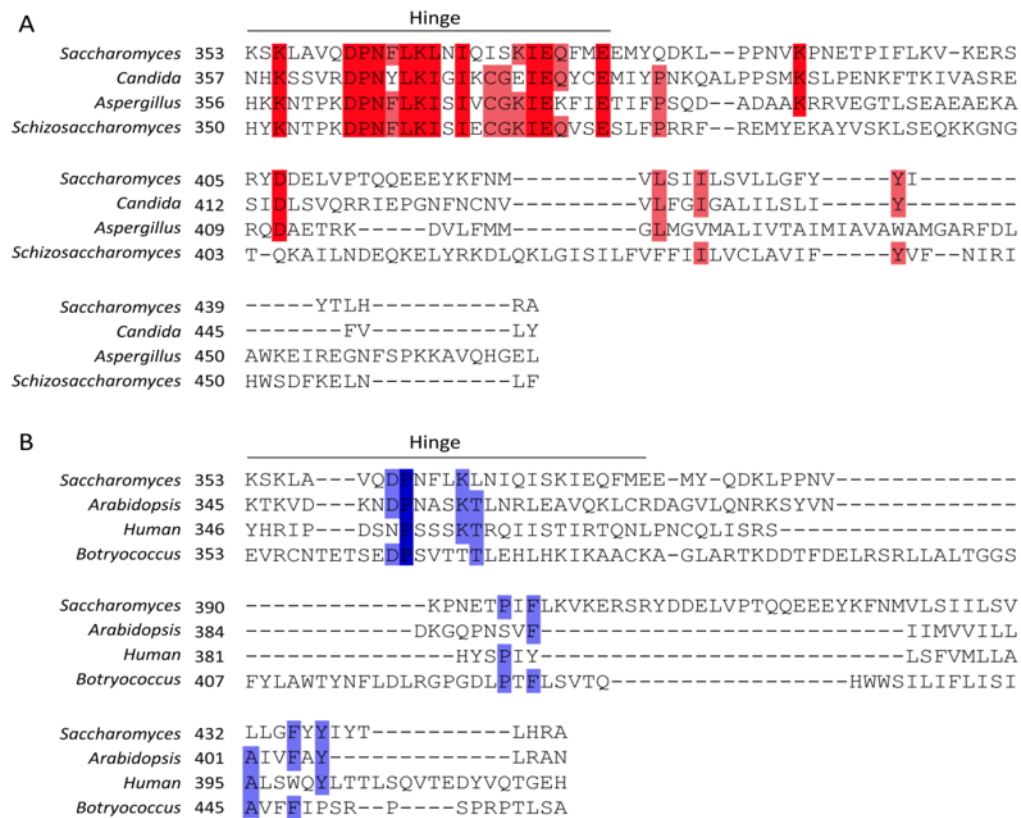 A
Hinge
Saccharomyces 353 KSKLAVQDPNFLKLNIQISKIEQFMEEMYQDKL--PPNVKPNETPIFLKV-KERS
Candida 357 NHKSSVRDPNYLKIGIKCGEIEQYCEMIYPNKQALPPSMKSLPENKFTKIVASRE
Aspergillus 356 HKKNTPKDPNFLKISIVCGKIEKFIETIFPSQD--ADAAKRRVEGTLSEAEAEKA
Schizosaccharomyces 350 HYKNTPKDPNFLKISIECGKIEQVSESLFPRRF--REMYEKAYVSKLSEQKKGNG
Saccharomyces 405 RYDDELVPTQQEEEYKFNM--------VLSIILSVLLGFY-----YI-------
Candida 412 SIDLSVQRRIEPGNFNCNV--------VLFGIGALILSLI-----Y--------
Aspergillus 409 RQDAETRK-----DVLFMM--------GLMGVMALIVTAIMIAVAWAMGARFDL
Schizosaccharomyces 403 T-QKAILNDEQKELYRKDLQKLGISILFVFFIILVCLAVIF----YVF--NIRI
Saccharomyces 439 -----YTLH----------RA
Candida 445 -------FV----------LY
Aspergillus 450 AWKEIREGNFSPKKAVQHGEL
Schizosaccharomyces 450 HWSDFKELN----------LF
B
Hinge
Saccharomyces 353 KSKLA---VQDPNFLKLNIQISKIEQFMEE-MY-QDKLPPNV------------
Arabidopsis 345 KTKVD---KNDPNASKTLNRLEAVQKLCRDAGVLQNRKSYVN------------
Human 346 YHRIP---DSNPSSSKTRQIISTIRTQNLPNCQLISRS----------------
Botryococcus 353 EVRCNTETSEDPSVTTTLEHLHKIKAACKA-GLARTKDDTFDELRSRLLALTGGS
Saccharomyces 390 -------------KPNETPIFLKVKERSRYDDELVPTQQEEEYKFNMVLSIILSV
Arabidopsis 384 ------------DKGQPNSVF-------------------------IIMVVILL
Human 381 ---------------HYSPIY-------------------------LSFVMLLA
Botryococcus 407 FYLAWTYNFLDLRGPGDLPTFLSVTQ----------------HWWSILIFLISI
Saccharomyces 432 LLGFYYIYT----------LHRA
Arabidopsis 401 AIVFAY-------------LRAN
Human 395 ALSWQYLTTLSQVTEDYVQTGEH
Botryococcus 445 AVFFIPSR--P----SPRPTLSA